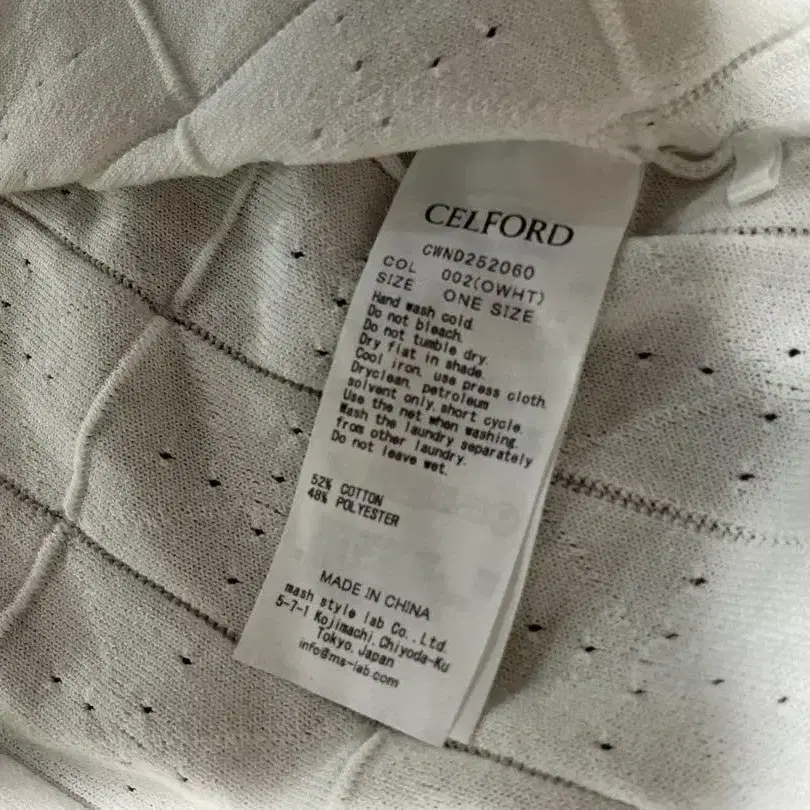 CELFORD
CWND252060
COL 002(OWHT)
SIZE ONE SIZE
Hand wash cold.
Do not bleach.
Do not tumble dry.
Dry flat in shade.
Cool iron, use press cloth.
Dryclean, petroleum
solvent only, short cycle.
Use the net when washing.
Wash the laundry separately
from other laundry.
Do not leave wet.
52% COTTON
48% POLYESTER
MADE IN CHINA
mash style lab Co., Ltd.
5-7-1 Kojimachi, Chiyoda-Ku
Tokyo, Japan
info@ms-lab.com